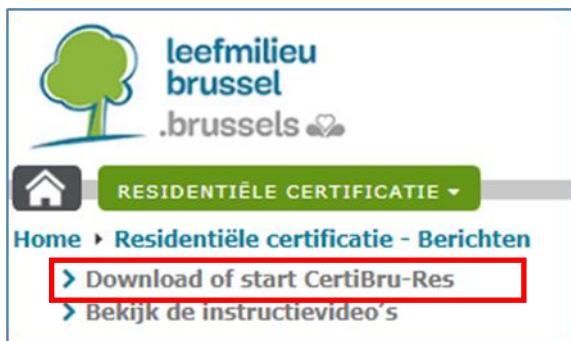 leefmilieu
brussel
.brussels
RESIDENTIËLE CERTIFICATIE
Home Residentiële certificatie - Berichten
Download of start CertiBru-Res
Bekijk de instructievideo's